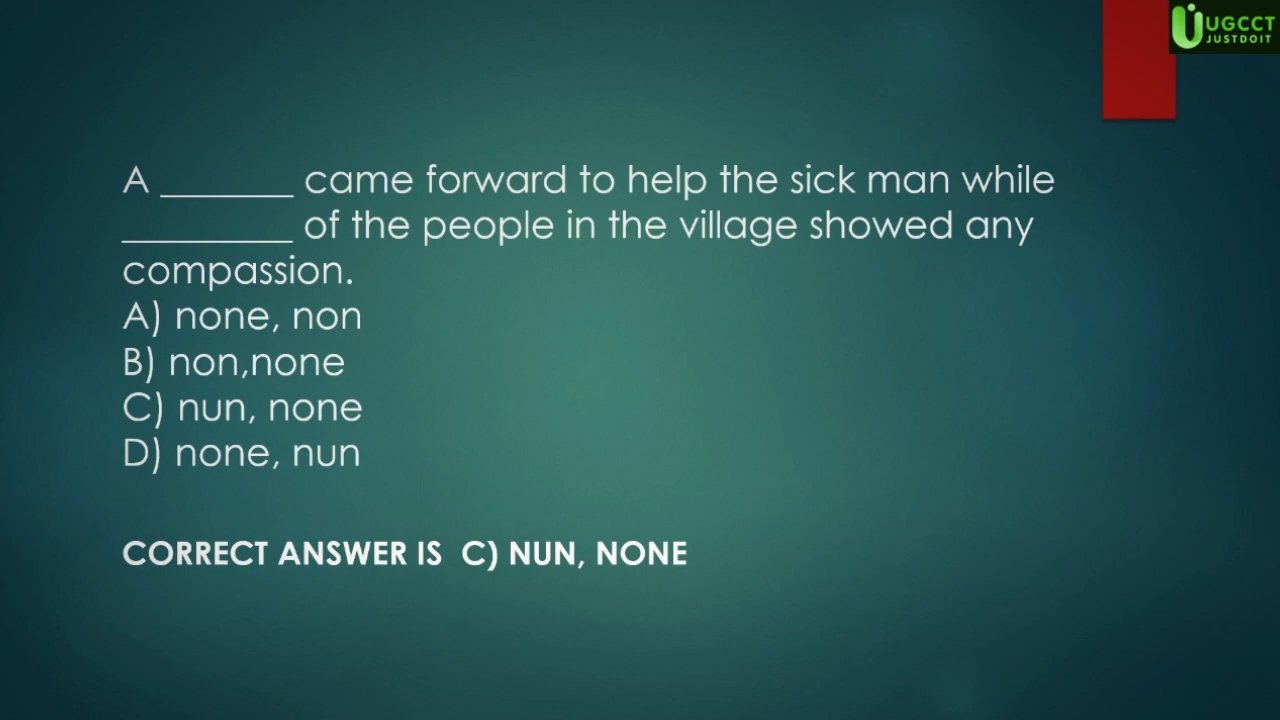 UGCCT
JUSTDOIT
A _______ came forward to help the sick man while
_________ of the people in the village showed any
compassion.
A) none, non
B) non,none
C) nun, none
D) none, nun
CORRECT ANSWER IS C) NUN, NONE